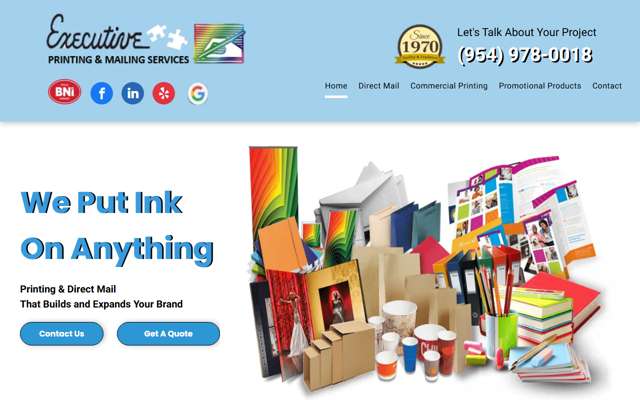 Executive
PRINTING & MAILING SERVICES
Since
1970
Let's Talk About Your Project
(954) 978-0018
BNI
f
in
G
Home Direct Mail Commercial Printing Promotional Products Contact
We Put Ink
On Anything
Printing & Direct Mail
That Builds and Expands Your Brand
Contact Us Get A Quote